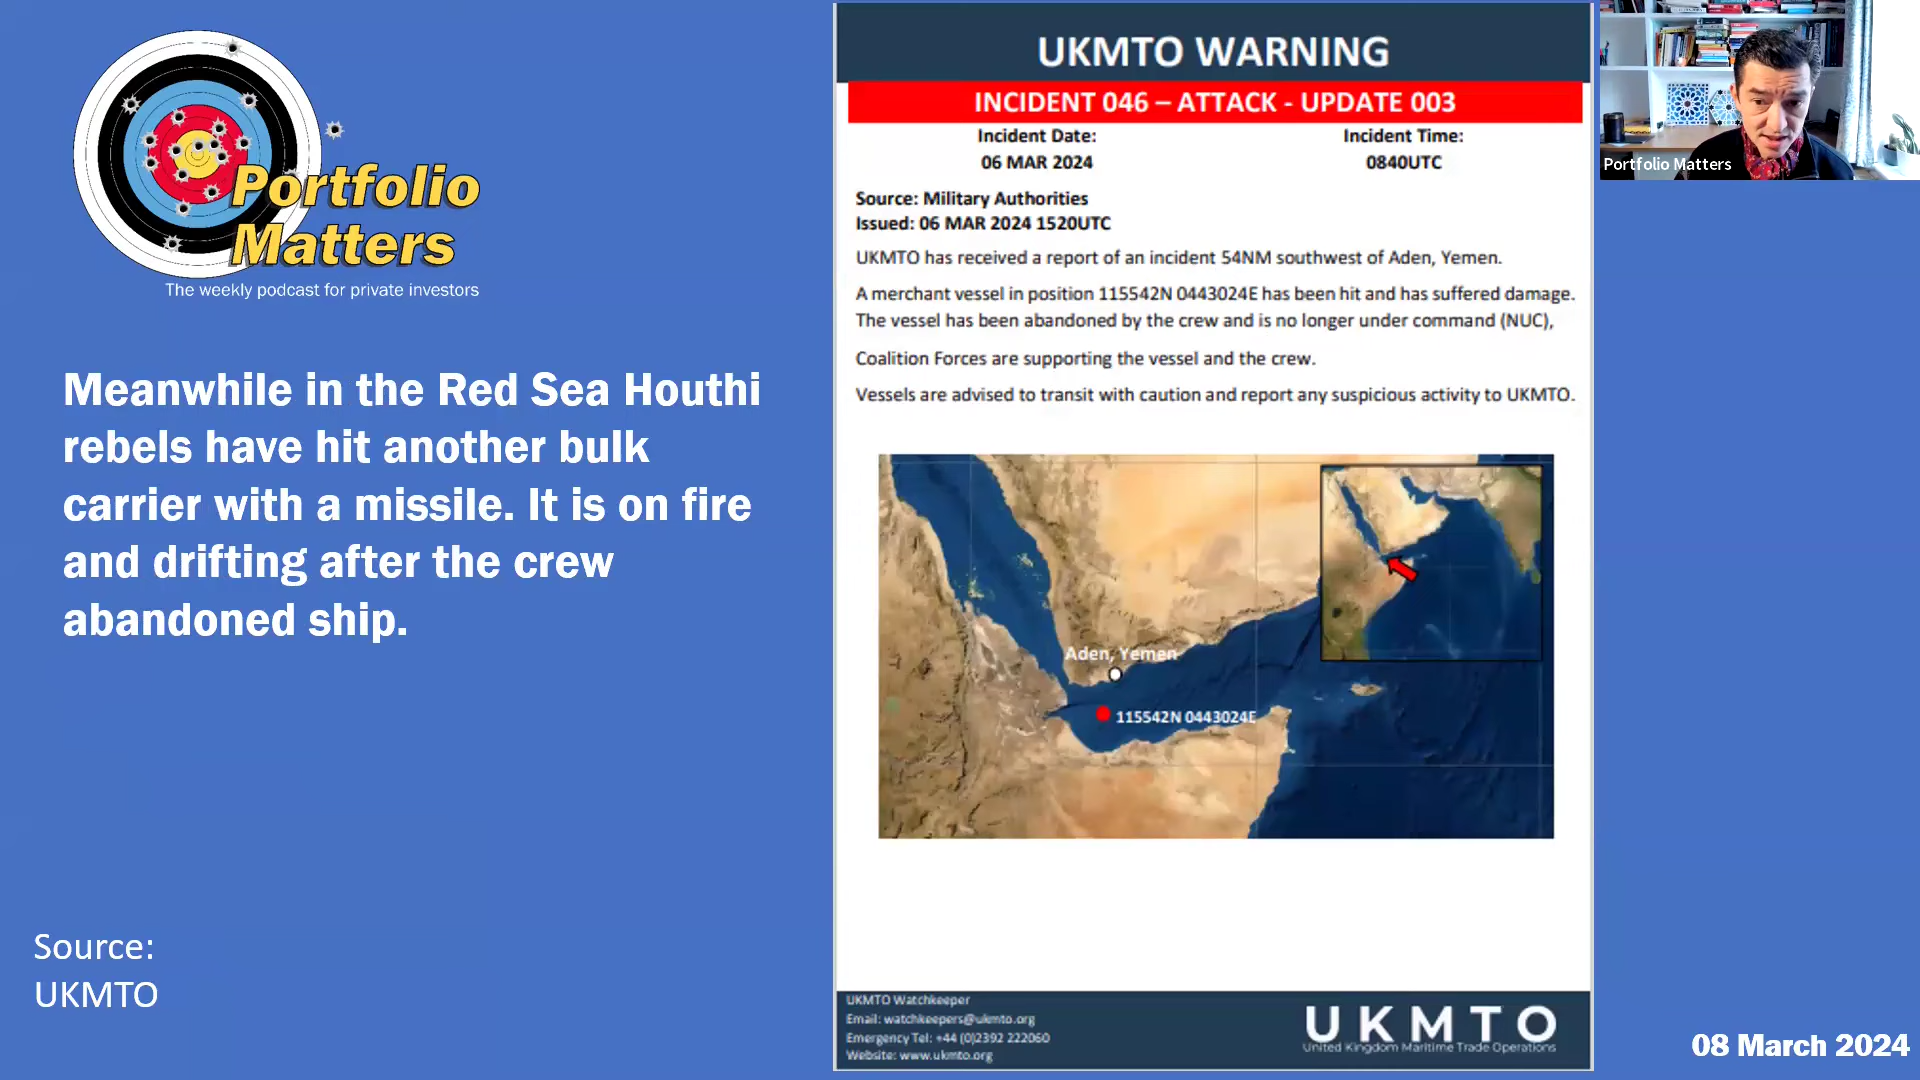 Portfolio
Matters
The weekly podcast for private investors
Meanwhile in the Red Sea Houthi
rebels have hit another bulk
carrier with a missile. It is on fire
and drifting after the crew
abandoned ship.
Source:
UKMTO
UKMTO WARNING
INCIDENT 046 – ATTACK - UPDATE 003
Incident Date:
06 MAR 2024
Incident Time:
0840UTC
Source: Military Authorities
Issued: 06 MAR 2024 1520UTC
UKMTO has received a report of an incident 54NM southwest of Aden, Yemen.
A merchant vessel in position 115542N 0443024E has been hit and has suffered damage.
The vessel has been abandoned by the crew and is no longer under command (NUC),
Coalition Forces are supporting the vessel and the crew.
Vessels are advised to transit with caution and report any suspicious activity to UKMTO.
Aden, Yemen
115542N 0443024E
UKMTO Watchkeeper
Email: watchkeepers@ukmto.org
Emergency Tel: +44 (0)2392 222060
Website: www.ukmto.org
UKMTO
United Kingdom Maritime Trade Operations
Portfolio Matters
08 March 2024